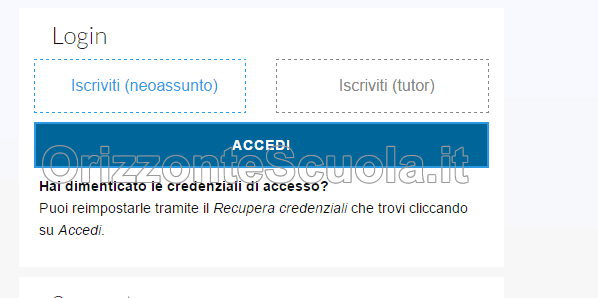 Login
Iscriviti (neoassunto)
Iscriviti (tutor)
ACCEDI
OrizzonteScuola.it
Hai dimenticato le credenziali di accesso?
Puoi reimpostarle tramite il Recupera credenziali che trovi cliccando
su Accedi.